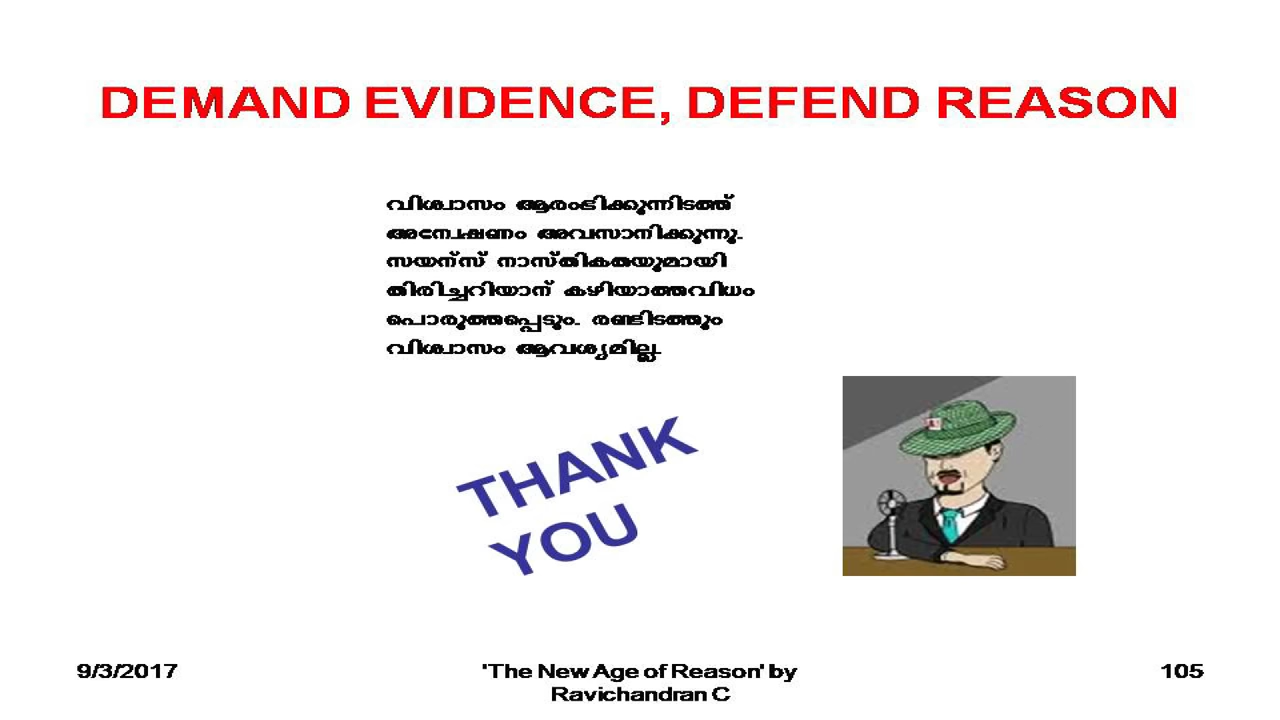 DEMAND EVIDENCE, DEFEND REASON
വിശ്വാസം ആരംഭിക്കുന്നിടത്ത്
അന്വേഷണം അവസാനിക്കുന്നു.
സയന്സ് നാസ്തികതയുമായി
തിരിച്ചറിയാന് കഴിയാത്തവിധം
പൊരുത്തപ്പെടും. രണ്ടിടത്തും
വിശ്വാസം ആവശ്യമില്ല.
THANK
YOU
9/3/2017
'The New Age of Reason' by
Ravichandran C
105